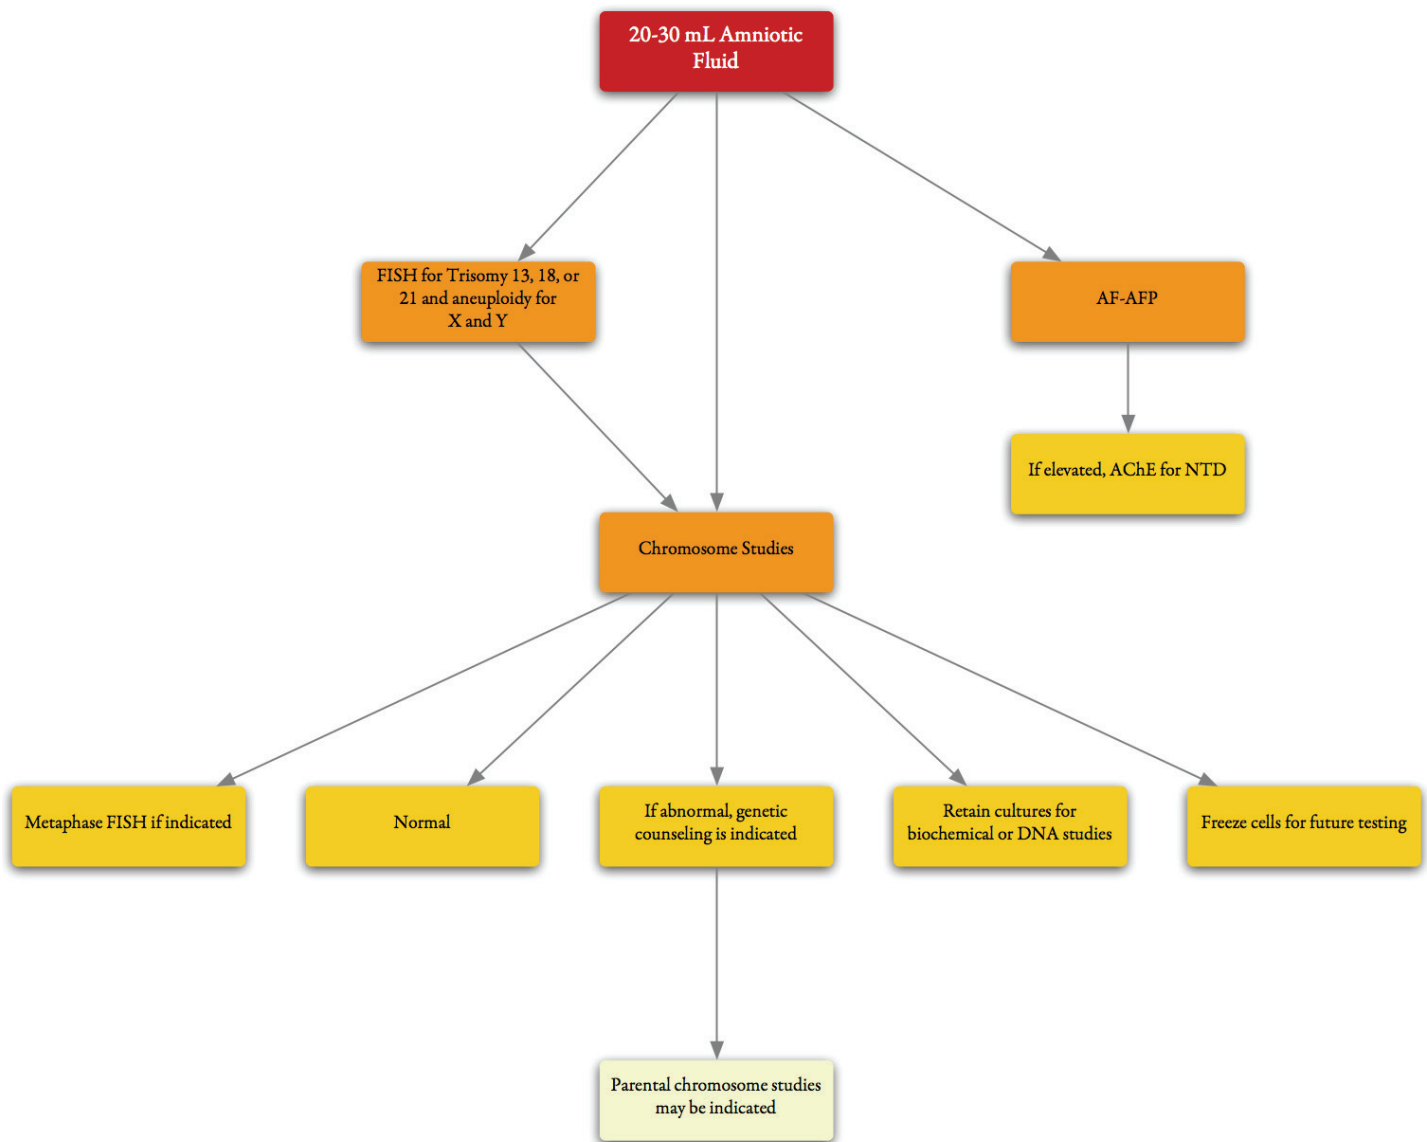 20-30 mL Amniotic
Fluid
FISH for Trisomy 13, 18, or
21 and aneuploidy for
X and Y
AF-AFP
If elevated, AChE for NTD
Chromosome Studies
Metaphase FISH if indicated
Normal
If abnormal, genetic
counseling is indicated
Retain cultures for
biochemical or DNA studies
Freeze cells for future testing
Parental chromosome studies
may be indicated